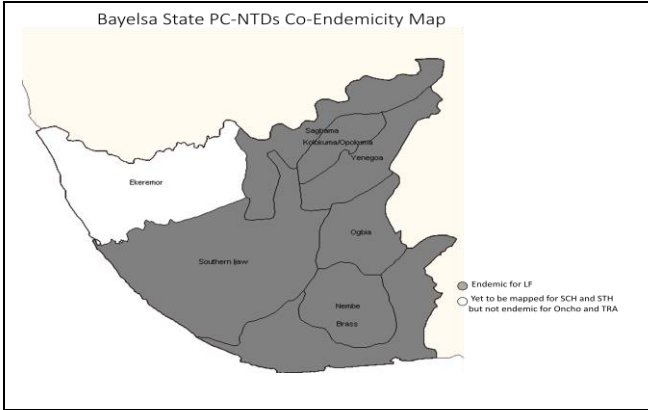 Bayelsa State PC-NTDs Co-Endemicity Map
Sagbama
Kolokuma/Opokuma
Yenegoa
Ekeremor
Ogbia
Southern Ijaw
Nembe
Brass
Endemic for LF
Yet to be mapped for SCH and STH
but not endemic for Oncho and TRA